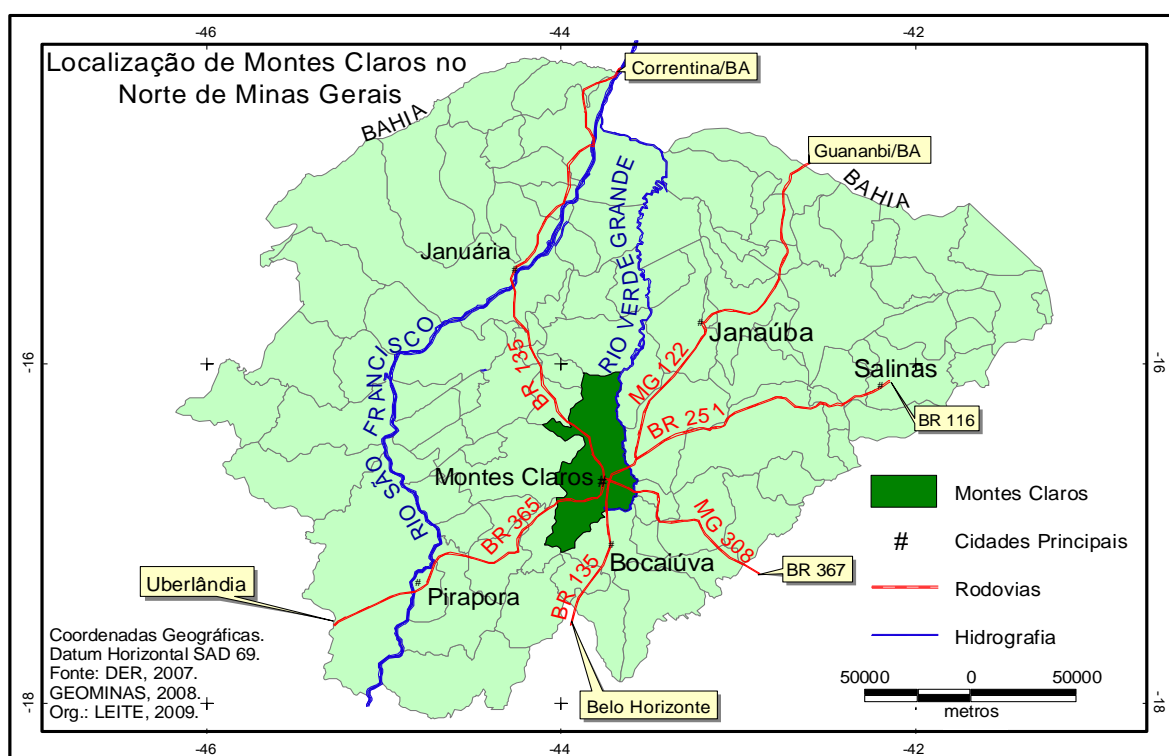 -46
-44
-42
Localização de Montes Claros no
Norte de Minas Gerais
Correntina/BA
BAHIA
Guananbi/BA
BAHIA
RIO VERDE GRANDE
Januária
RIO SÃO FRANCISCO
BR 135
Janaúba
-16
-16
MG 122
Salinas
BR 251
BR 116
Montes Claros
Montes Claros
BR 365
MG 308
# Cidades Principais
Bocaiúva
BR 367
Uberlândia
Pirapora
BR 135
Rodovias
Hidrografia
Coordenadas Geográficas.
Datum Horizontal SAD 69.
Fonte: DER, 2007.
GEOMINAS, 2008.
Org.: LEITE, 2009.
50000 0 50000
metros
Belo Horizonte
-18
-18
-46
-44
-42